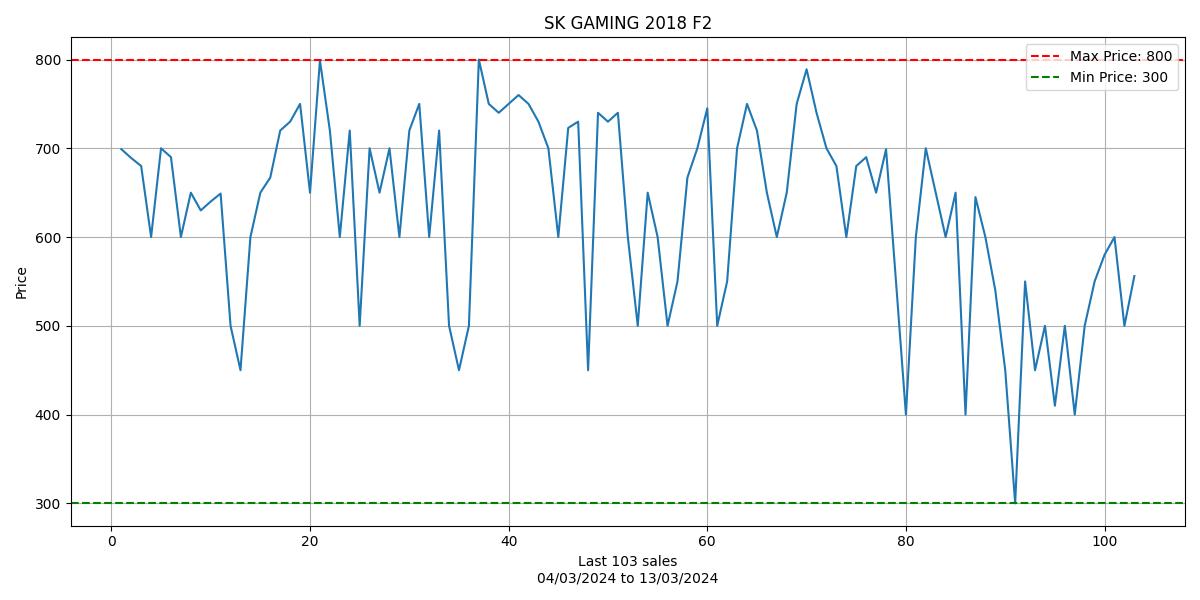 SK GAMING 2018 F2
Max Price: 800
Min Price: 300
800
700
600
500
400
300
Price
0 20 40 60 80 100
Last 103 sales
04/03/2024 to 13/03/2024